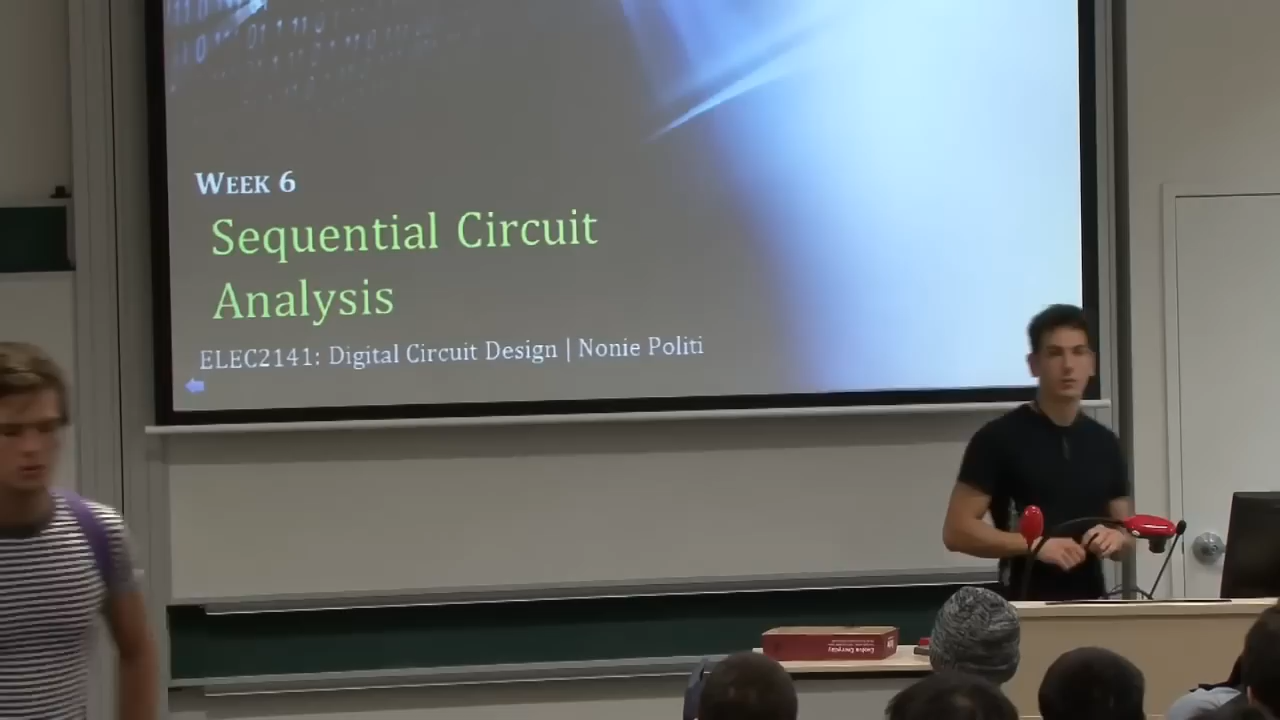 WEEK 6
Sequential Circuit
Analysis
ELEC2141: Digital Circuit Design | Nonie Politi